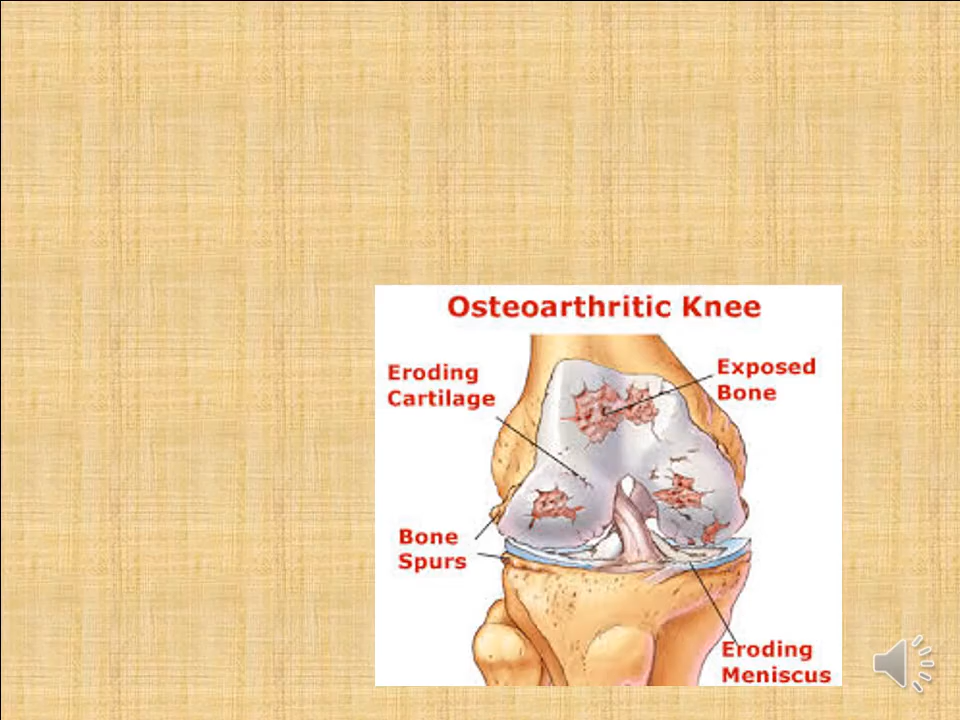 Osteoarthritic Knee
Eroding
Cartilage
Exposed
Bone
Bone
Spurs
Eroding
Meniscus